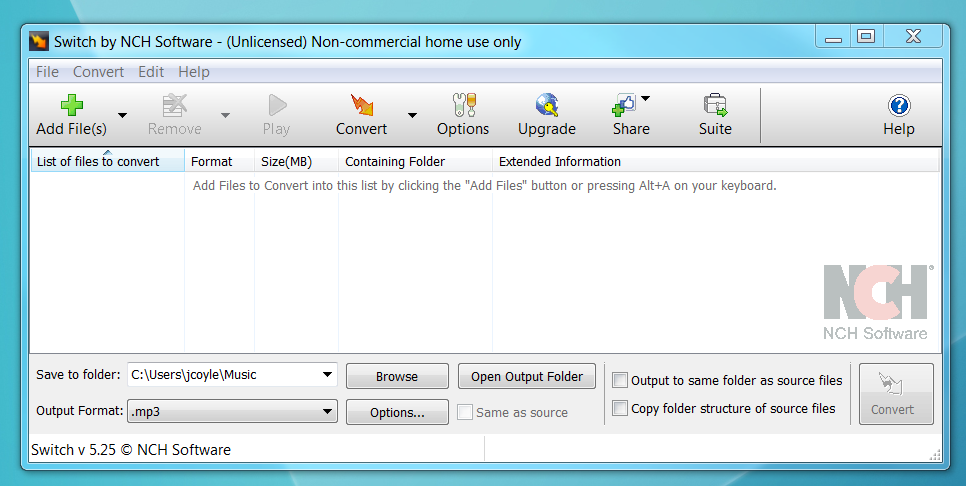 Switch by NCH Software - (Unlicensed) Non-commercial home use only
File Convert Edit Help
Add File(s) Remove Play Convert Options Upgrade Share Suite Help
List of files to convert Format Size(MB) Containing Folder Extended Information
Add Files to Convert into this list by clicking the "Add Files" button or pressing Alt+A on your keyboard.
NCH®
NCH Software
Save to folder: C:\Users\jcoyle\Music Browse Open Output Folder Output to same folder as source files
Output Format: .mp3 Options... Same as source Copy folder structure of source files Convert
Switch v 5.25 © NCH Software